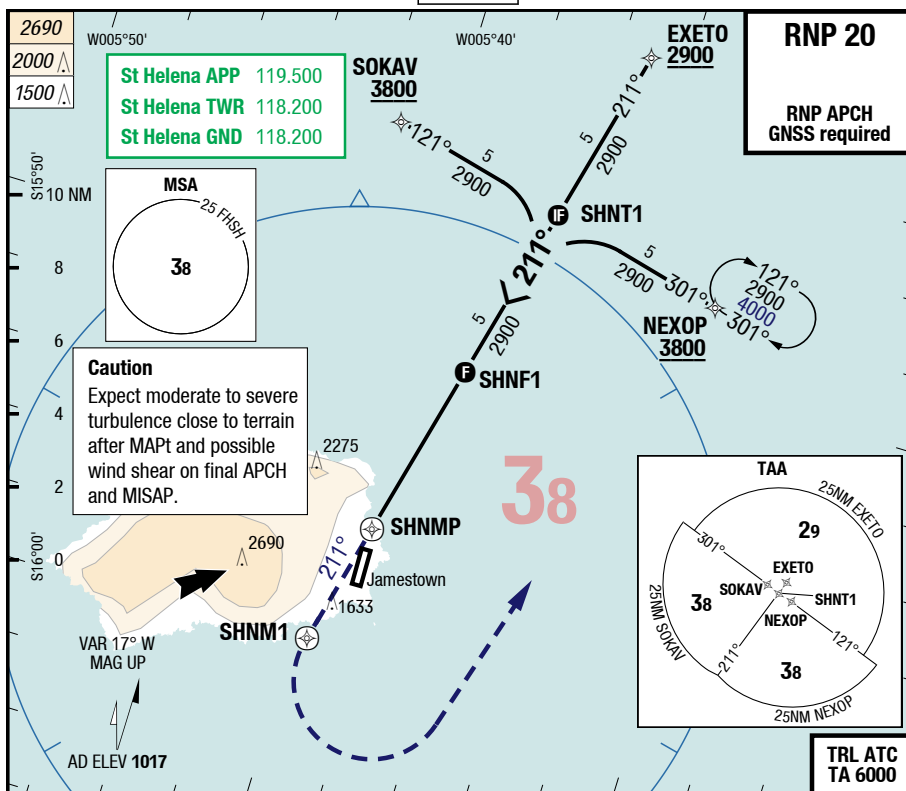 2690
2000
1500
W005°50'
W005°40'
St Helena APP 119.500
St Helena TWR 118.200
St Helena GND 118.200
SOKAV
3800
EXETO
2900
RNP 20
RNP APCH
GNSS required
121°
5
2900
211°
5
2900
S15°50'
10 NM
8
6
4
2
0
S16°00'
MSA
25 FHSH
38
IF
SHNT1
211°
5
2900
5
2900
301°
NEXOP
3800
121°
2900
4000
301°
F
SHNF1
Caution
Expect moderate to severe
turbulence close to terrain
after MAPt and possible
wind shear on final APCH
and MISAP.
2275
38
SHNMP
2690
211°
Jamestown
1633
SHNM1
VAR 17° W
MAG UP
AD ELEV 1017
TAA
25NM EXETO
29
301°
EXETO
SOKAV
SHNT1
NEXOP
38
25NM SOKAV
211°
121°
38
25NM NEXOP
TRL ATC
TA 6000